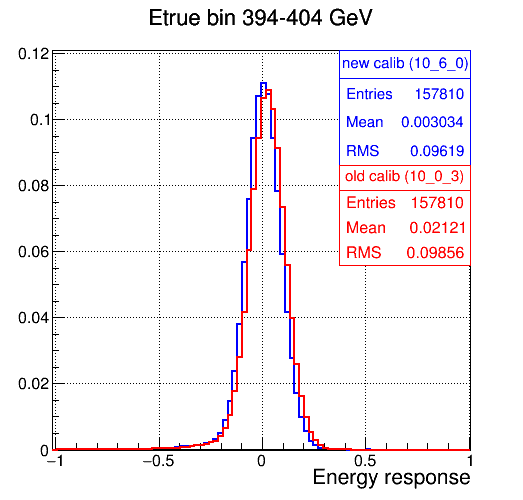 Etrue bin 394-404 GeV
0.12
0.1
0.08
0.06
0.04
0.02
0
new calib (10_6_0)
Entries 157810
Mean 0.003034
RMS 0.09619
old calib (10_0_3)
Entries 157810
Mean 0.02121
RMS 0.09856
−1 −0.5 0 0.5 1
Energy response